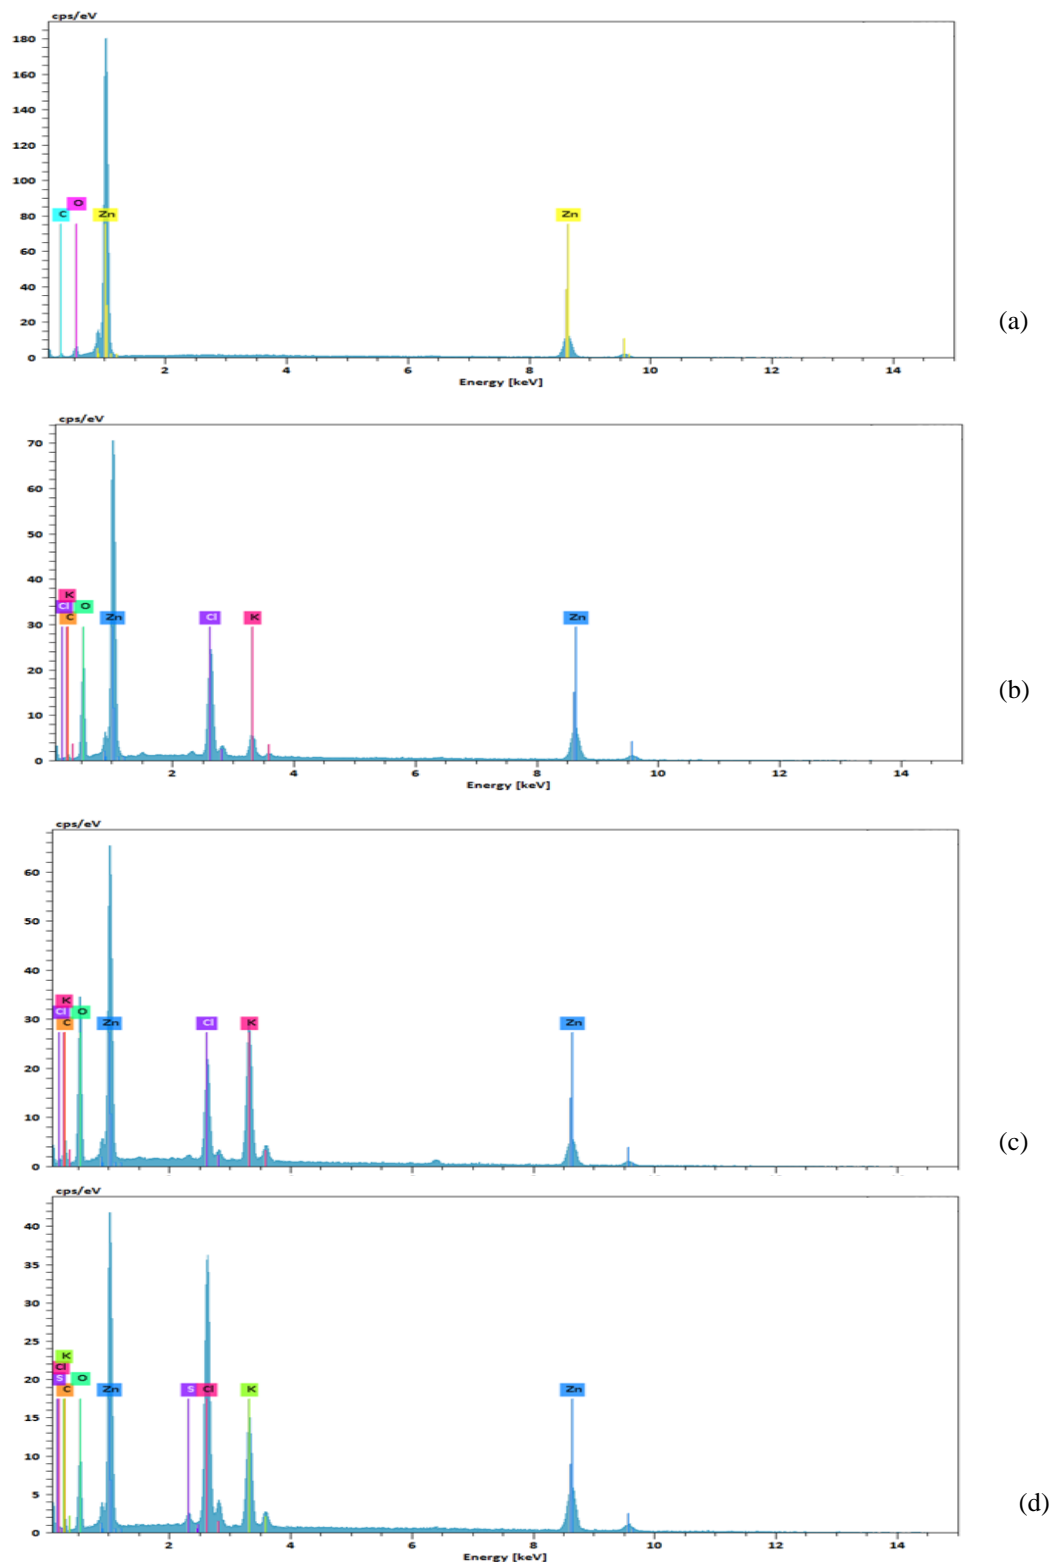 cps/eV
180
160
140
120
100
80
60
40
20
0
C O Zn Zn
2 4 6 8 10 12 14
Energy [keV]
(a)
cps/eV
70
60
50
40
30
20
10
0
K
Cl O
C Zn Cl K Zn
2 4 6 8 10 12 14
Energy [keV]
(b)
cps/eV
60
50
40
30
20
10
0
K
Cl O
C Zn Cl K Zn
(c)
cps/eV
40
35
30
25
20
15
10
5
0
K
Cl
S O
C Zn S Cl K Zn
2 4 6 8 10 12 14
Energy [keV]
(d)